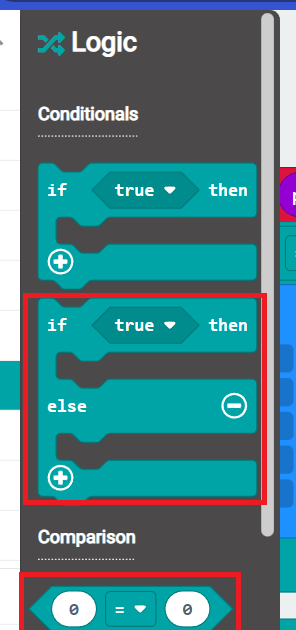 Logic
Conditionals
if true then
if true then
else
Comparison
0 = 0